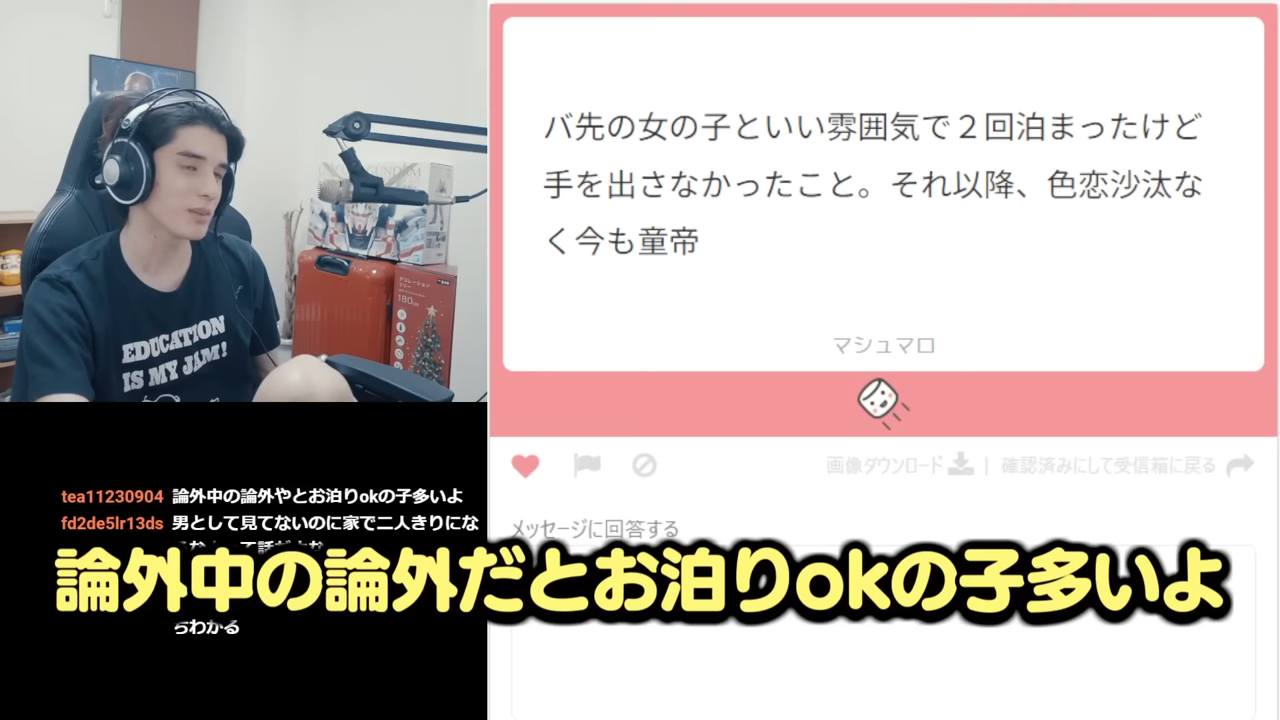 バ先の女の子といい雰囲気で２回泊まったけど
手を出さなかったこと。それ以降、色恋沙汰な
く今も童帝
マシュマロ
画像ダウンロード | 確認済みにして受信箱に戻る
メッセージに回答する
EDUCATION
IS MY JAM!
GUNDAM
180cm
tea11230904 論外中の論外やとお泊りokの子多いよ
fd2de5lr13ds 男として見てないのに家で二人きりにな
論外中の論外だとお泊りokの子多いよ
らわかる